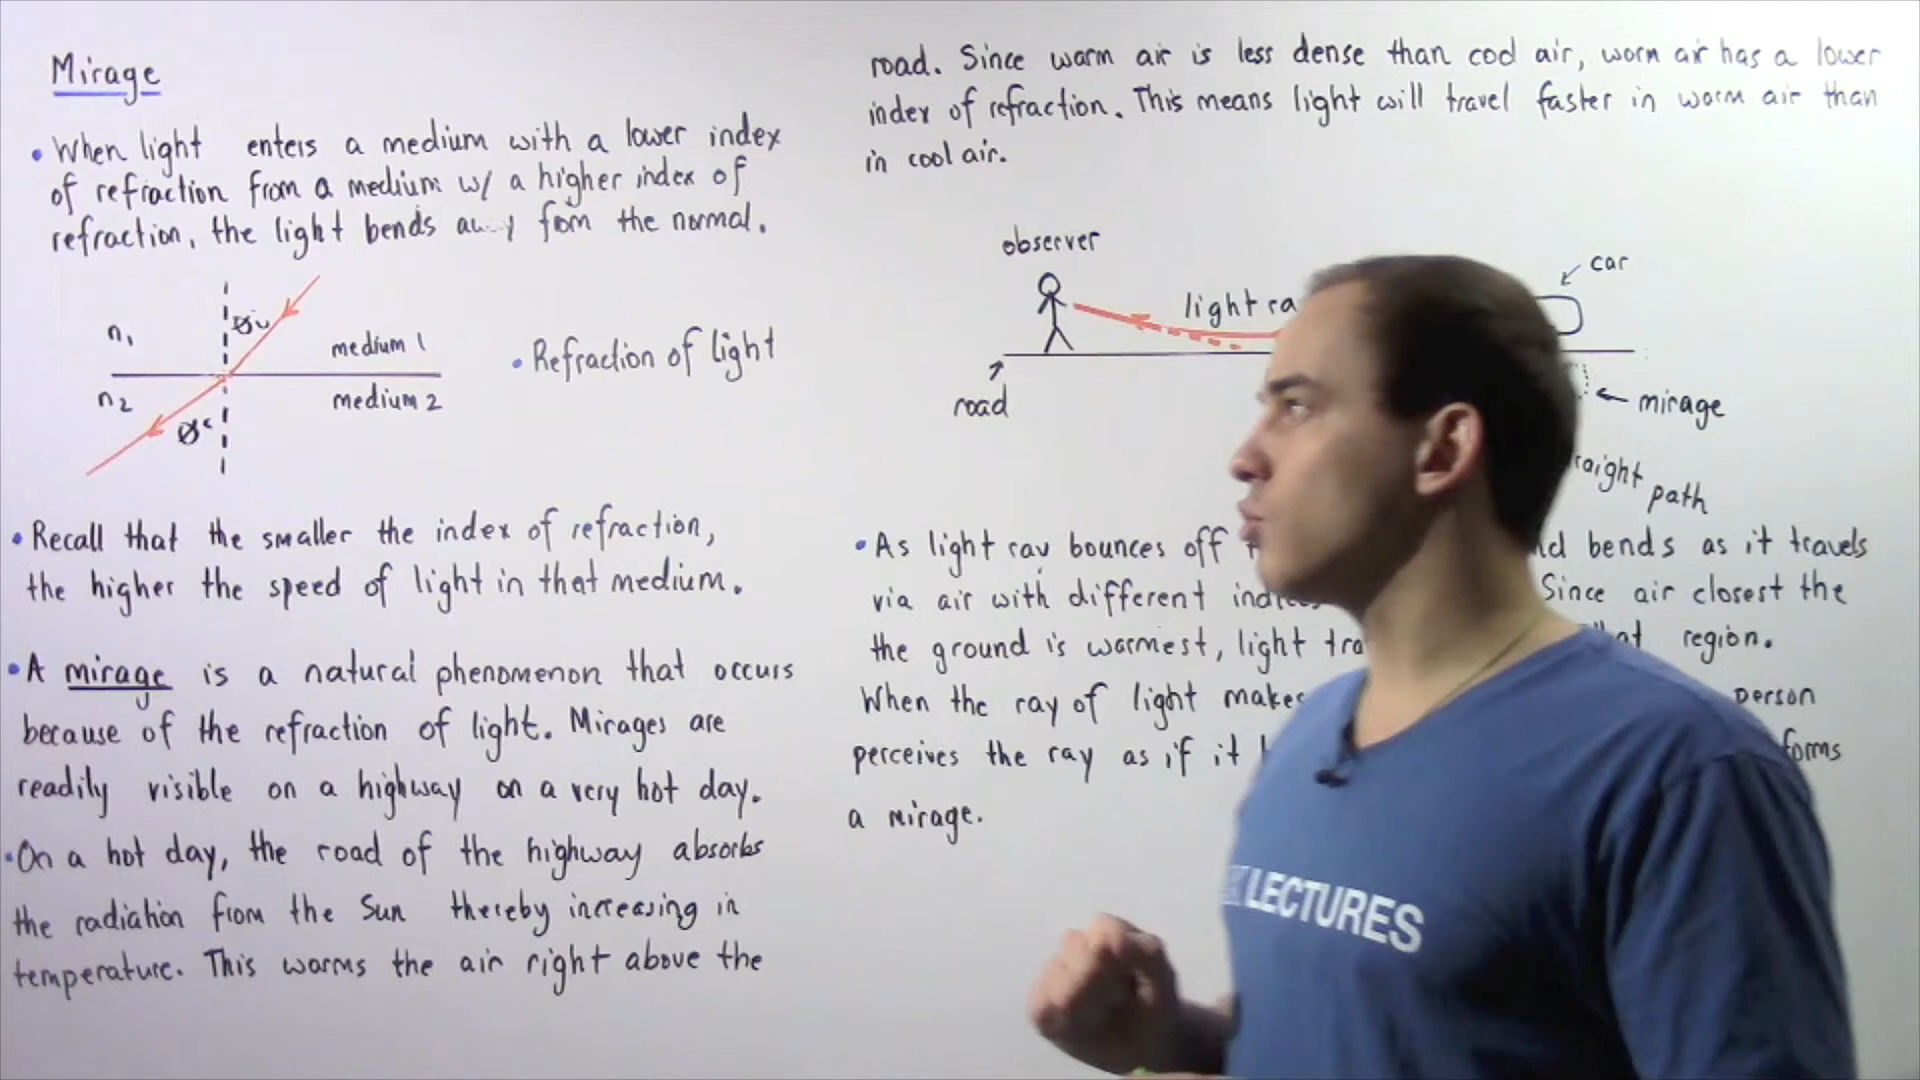 Mirage
• When light enters a medium with a lower index
of refraction from a medium w/ a higher index of
refraction, the light bends from the normal.
n₁
medium 1
n₂
medium 2
• Refraction of light
• Recall that the smaller the index of refraction,
the higher the speed of light in that medium.
• A mirage is a natural phenomenon that occurs
because of the refraction of light. Mirages are
readily visible on a highway on a very hot day.
• On a hot day, the road of the highway absorbs
the radiation from the Sun thereby increasing in
temperature. This warms the air right above the
road. Since warm air is less dense than cool air, warm air has a lower
index of refraction. This means light will travel faster in warm air than
in cool air.
observer
car
light
road
mirage
path
• As light ray bounces off bends as it travels
via air with different Since air closest the
the ground is warmest, light region.
When the ray of light makes person
perceives the ray as if it forms
a mirage.
LECTURES